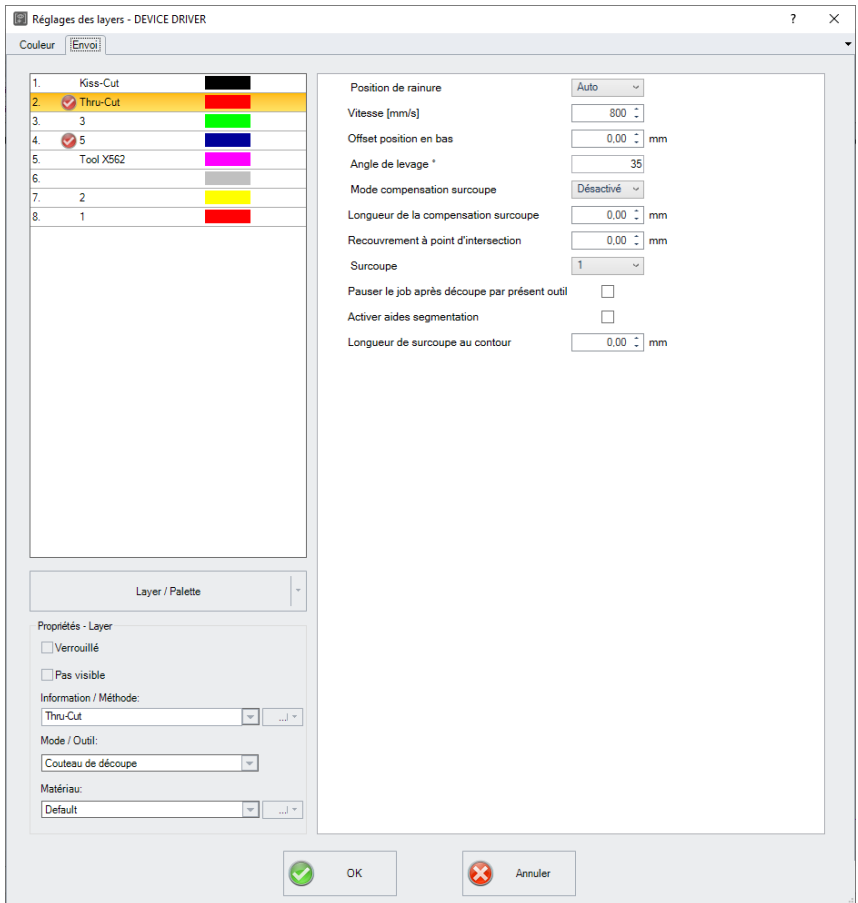 Réglages des layers - DEVICE DRIVER ?
Couleur Envoi
1. Kiss-Cut
2. Thru-Cut
3. 3
4. 5
5. Tool X562
6.
7. 2
8. 1
Position de rainure Auto
Vitesse [mm/s] 800
Offset position en bas 0,00 mm
Angle de levage ° 35
Mode compensation surcoupe Désactivé
Longueur de la compensation surcoupe 0,00 mm
Recouvrement à point d'intersection 0,00 mm
Surcoupe 1
Pauser le job après découpe par présent outil
Activer aides segmentation
Longueur de surcoupe au contour 0,00 mm
Layer / Palette
Propriétés - Layer
Verrouillé
Pas visible
Information / Méthode:
Thru-Cut ...
Mode / Outil:
Couteau de découpe
Matériau:
Default ...
OK Annuler